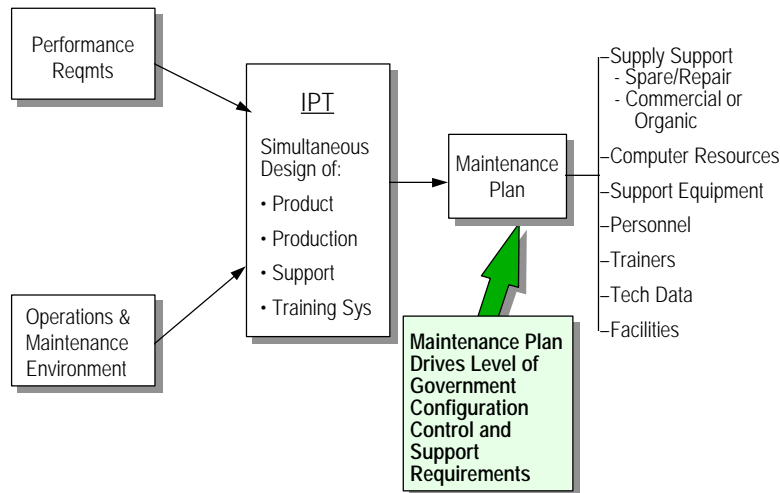 Performance
Reqmts
Operations &
Maintenance
Environment
IPT
Simultaneous
Design of:
• Product
• Production
• Support
• Training Sys
Maintenance
Plan
Maintenance Plan
Drives Level of
Government
Configuration
Control and
Support
Requirements
Supply Support
- Spare/Repair
- Commercial or
Organic
Computer Resources
Support Equipment
Personnel
Trainers
Tech Data
Facilities